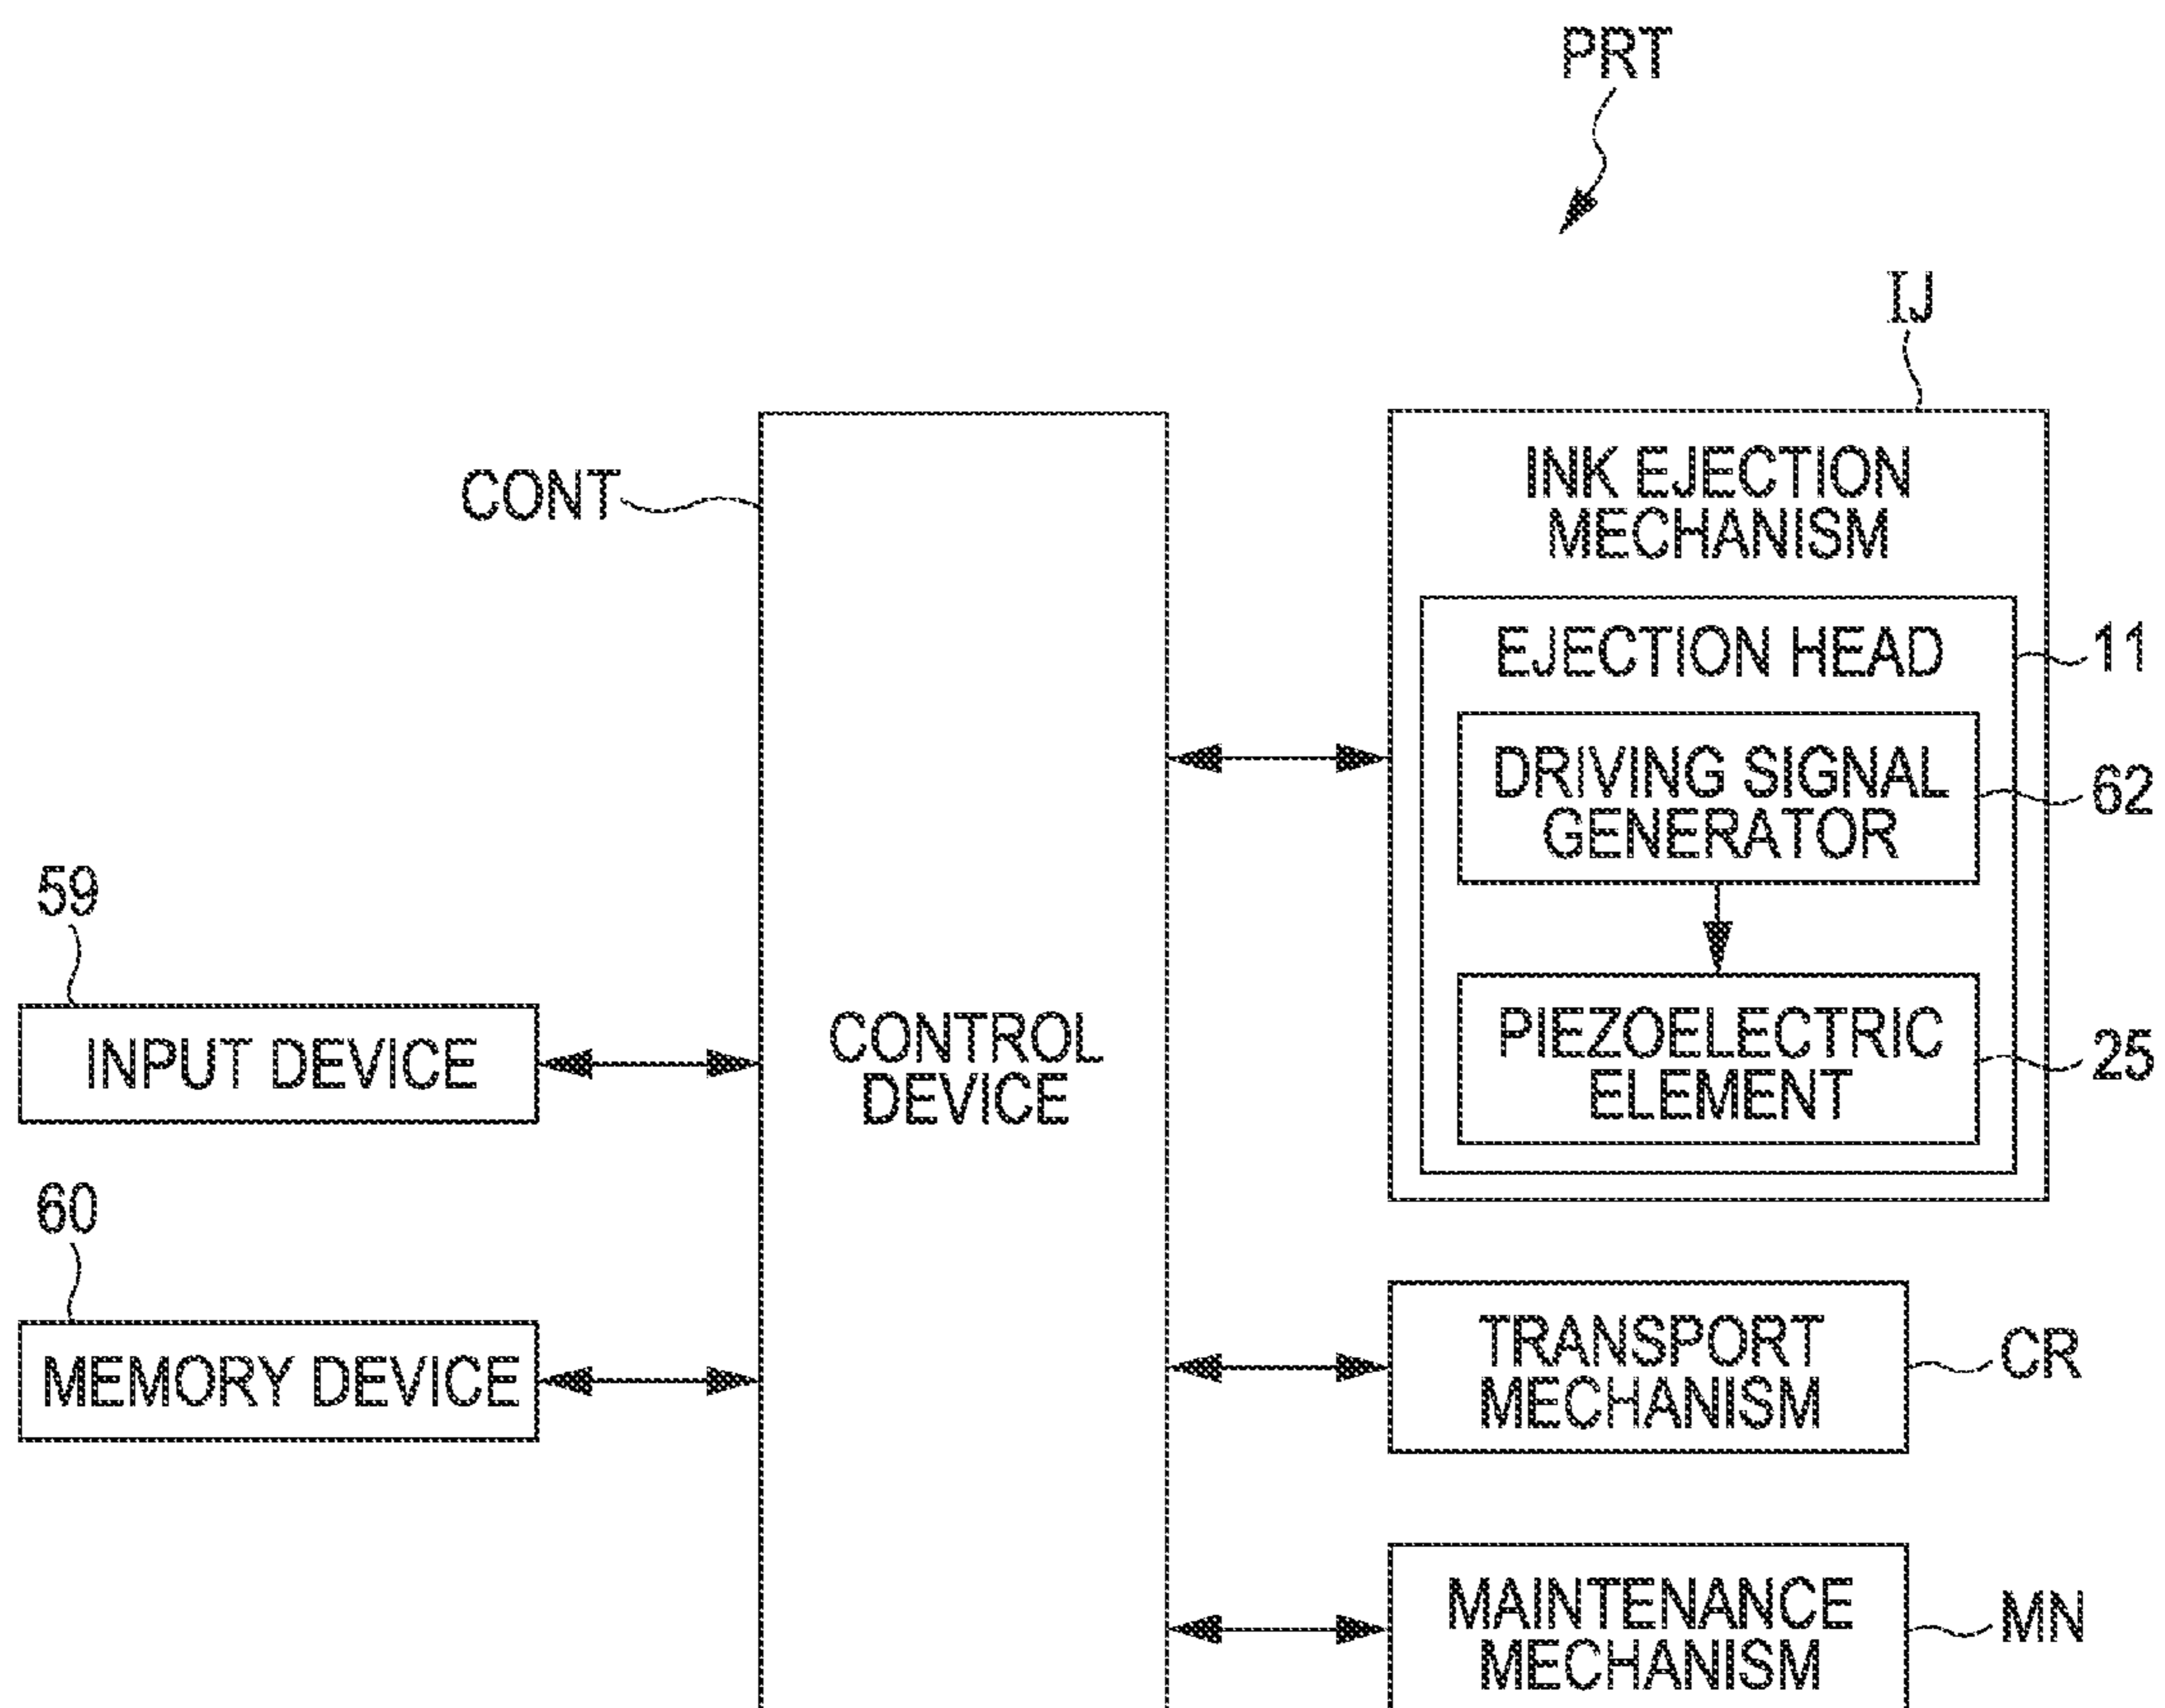 PRT
IJ
CONT
INK EJECTION
MECHANISM
EJECTION HEAD
11
DRIVING SIGNAL
GENERATOR
62
59
INPUT DEVICE
CONTROL
DEVICE
PIEZOELECTRIC
ELEMENT
25
60
MEMORY DEVICE
TRANSPORT
MECHANISM
CR
MAINTENANCE
MECHANISM
MN